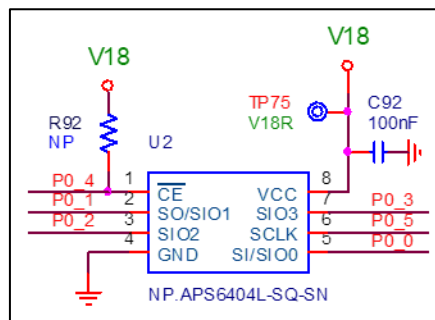 V18
V18
TP75
V18R
C92
100nF
R92
NP
U2
P0_4
1
CE
VCC
8
P0_1
2
SO/SIO1
SIO3
7
P0_3
P0_2
3
SIO2
SCLK
6
P0_5
4
GND
SI/SIO0
5
P0_0
NP.APS6404L-SQ-SN